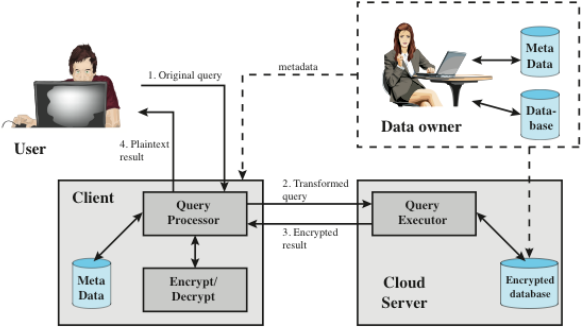 1. Original query
metadata
Meta
Data
Data-
base
Data owner
User
4. Plaintext
result
Client
Query
Processor
2. Transformed
query
3. Encrypted
result
Query
Executor
Meta
Data
Encrypt/
Decrypt
Cloud
Server
Encrypted
database